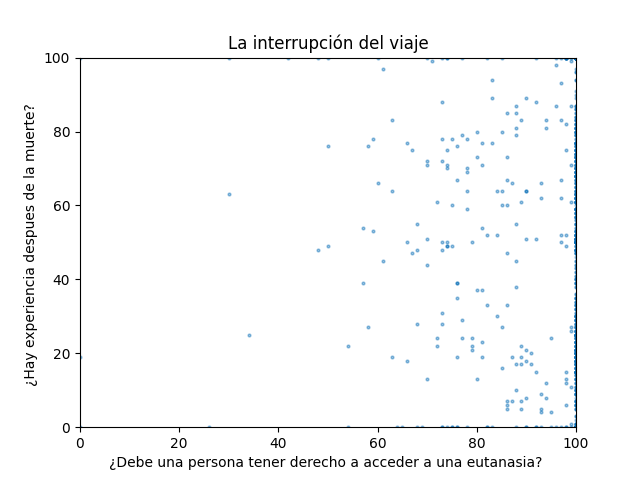 La interrupción del viaje
¿Hay experiencia despues de la muerte?
100
80
60
40
20
0
0 20 40 60 80 100
¿Debe una persona tener derecho a acceder a una eutanasia?